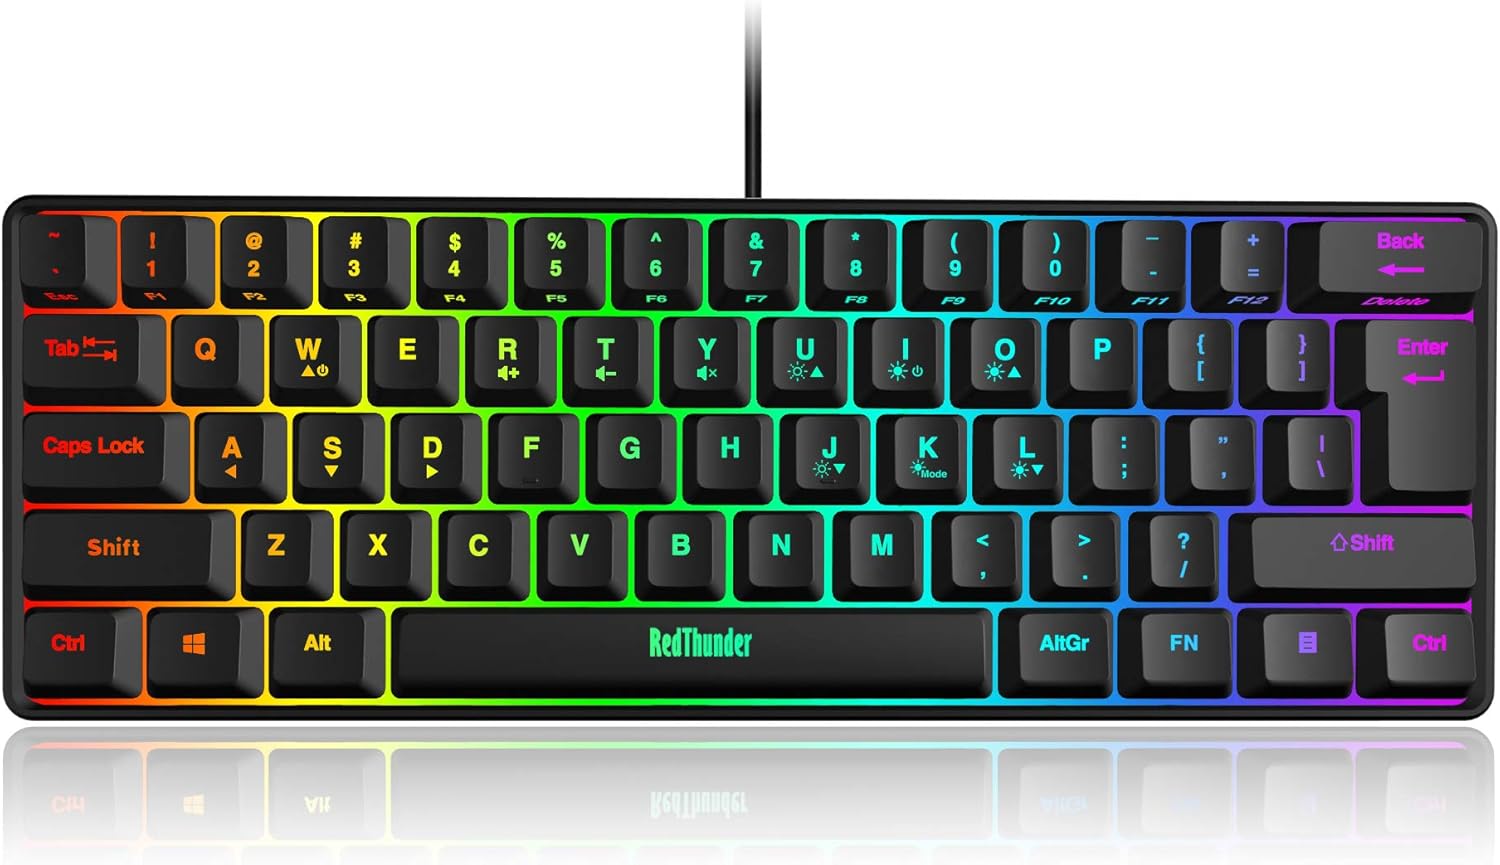 ~ ! @ # $ % ^ & * ( ) — + Back
` 1 2 3 4 5 6 7 8 9 0 - =
Esc F1 F2 F3 F4 F5 F6 F7 F8 F9 F10 F11 F12 Delete
Tab Q W E R T Y U I O P { } Enter
[ ]
Caps Lock A S D F G H J K L : " |
Mode ; , \
Shift Z X C V B N M < > ? Shift
, . /
Ctrl Alt RedThunder AltGr FN Ctrl